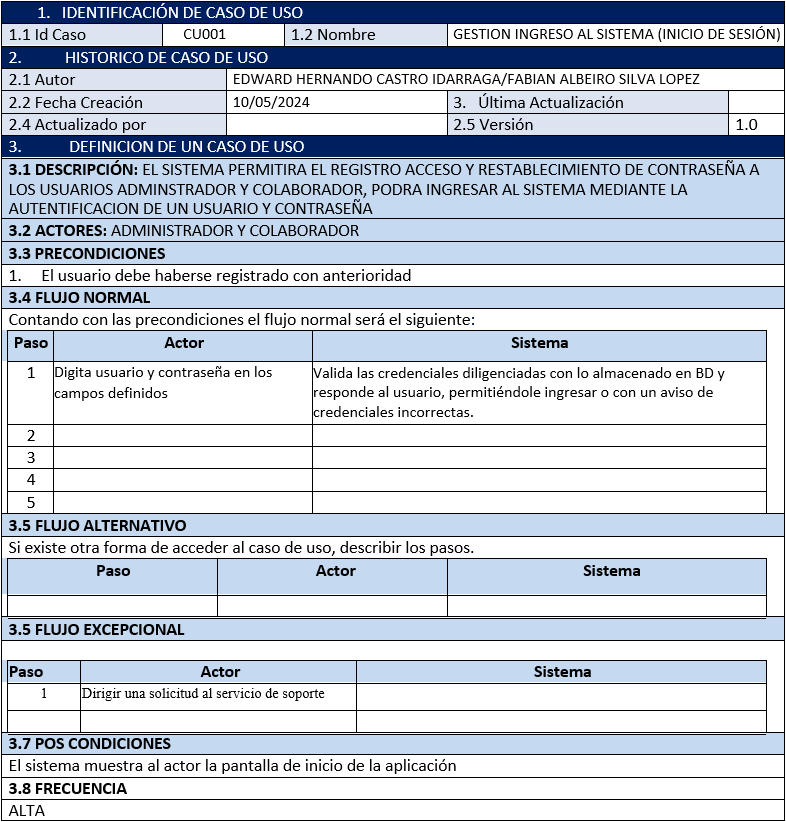 1. IDENTIFICACIÓN DE CASO DE USO
1.1 Id Caso CU001 1.2 Nombre GESTION INGRESO AL SISTEMA (INICIO DE SESIÓN)
2. HISTORICO DE CASO DE USO
2.1 Autor EDWARD HERNANDO CASTRO IDARRAGA/FABIAN ALBEIRO SILVA LOPEZ
2.2 Fecha Creación 10/05/2024 3. Última Actualización
2.4 Actualizado por 2.5 Versión 1.0
3. DEFINICION DE UN CASO DE USO
3.1 DESCRIPCIÓN: EL SISTEMA PERMITIRA EL REGISTRO ACCESO Y RESTABLECIMIENTO DE CONTRASEÑA A
LOS USUARIOS ADMINSTRADOR Y COLABORADOR, PODRA INGRESAR AL SISTEMA MEDIANTE LA
AUTENTIFICACION DE UN USUARIO Y CONTRASEÑA
3.2 ACTORES: ADMINISTRADOR Y COLABORADOR
3.3 PRECONDICIONES
1. El usuario debe haberse registrado con anterioridad
3.4 FLUJO NORMAL
Contando con las precondiciones el flujo normal será el siguiente:
Paso Actor Sistema
1 Digita usuario y contraseña en los campos definidos Valida las credenciales diligenciadas con lo almacenado en BD y
responde al usuario, permitiéndole ingresar o con un aviso de
credenciales incorrectas.
2
3
4
5
3.5 FLUJO ALTERNATIVO
Si existe otra forma de acceder al caso de uso, describir los pasos.
Paso Actor Sistema
3.5 FLUJO EXCEPCIONAL
Paso Actor Sistema
1 Dirigir una solicitud al servicio de soporte
3.7 POS CONDICIONES
El sistema muestra al actor la pantalla de inicio de la aplicación
3.8 FRECUENCIA
ALTA